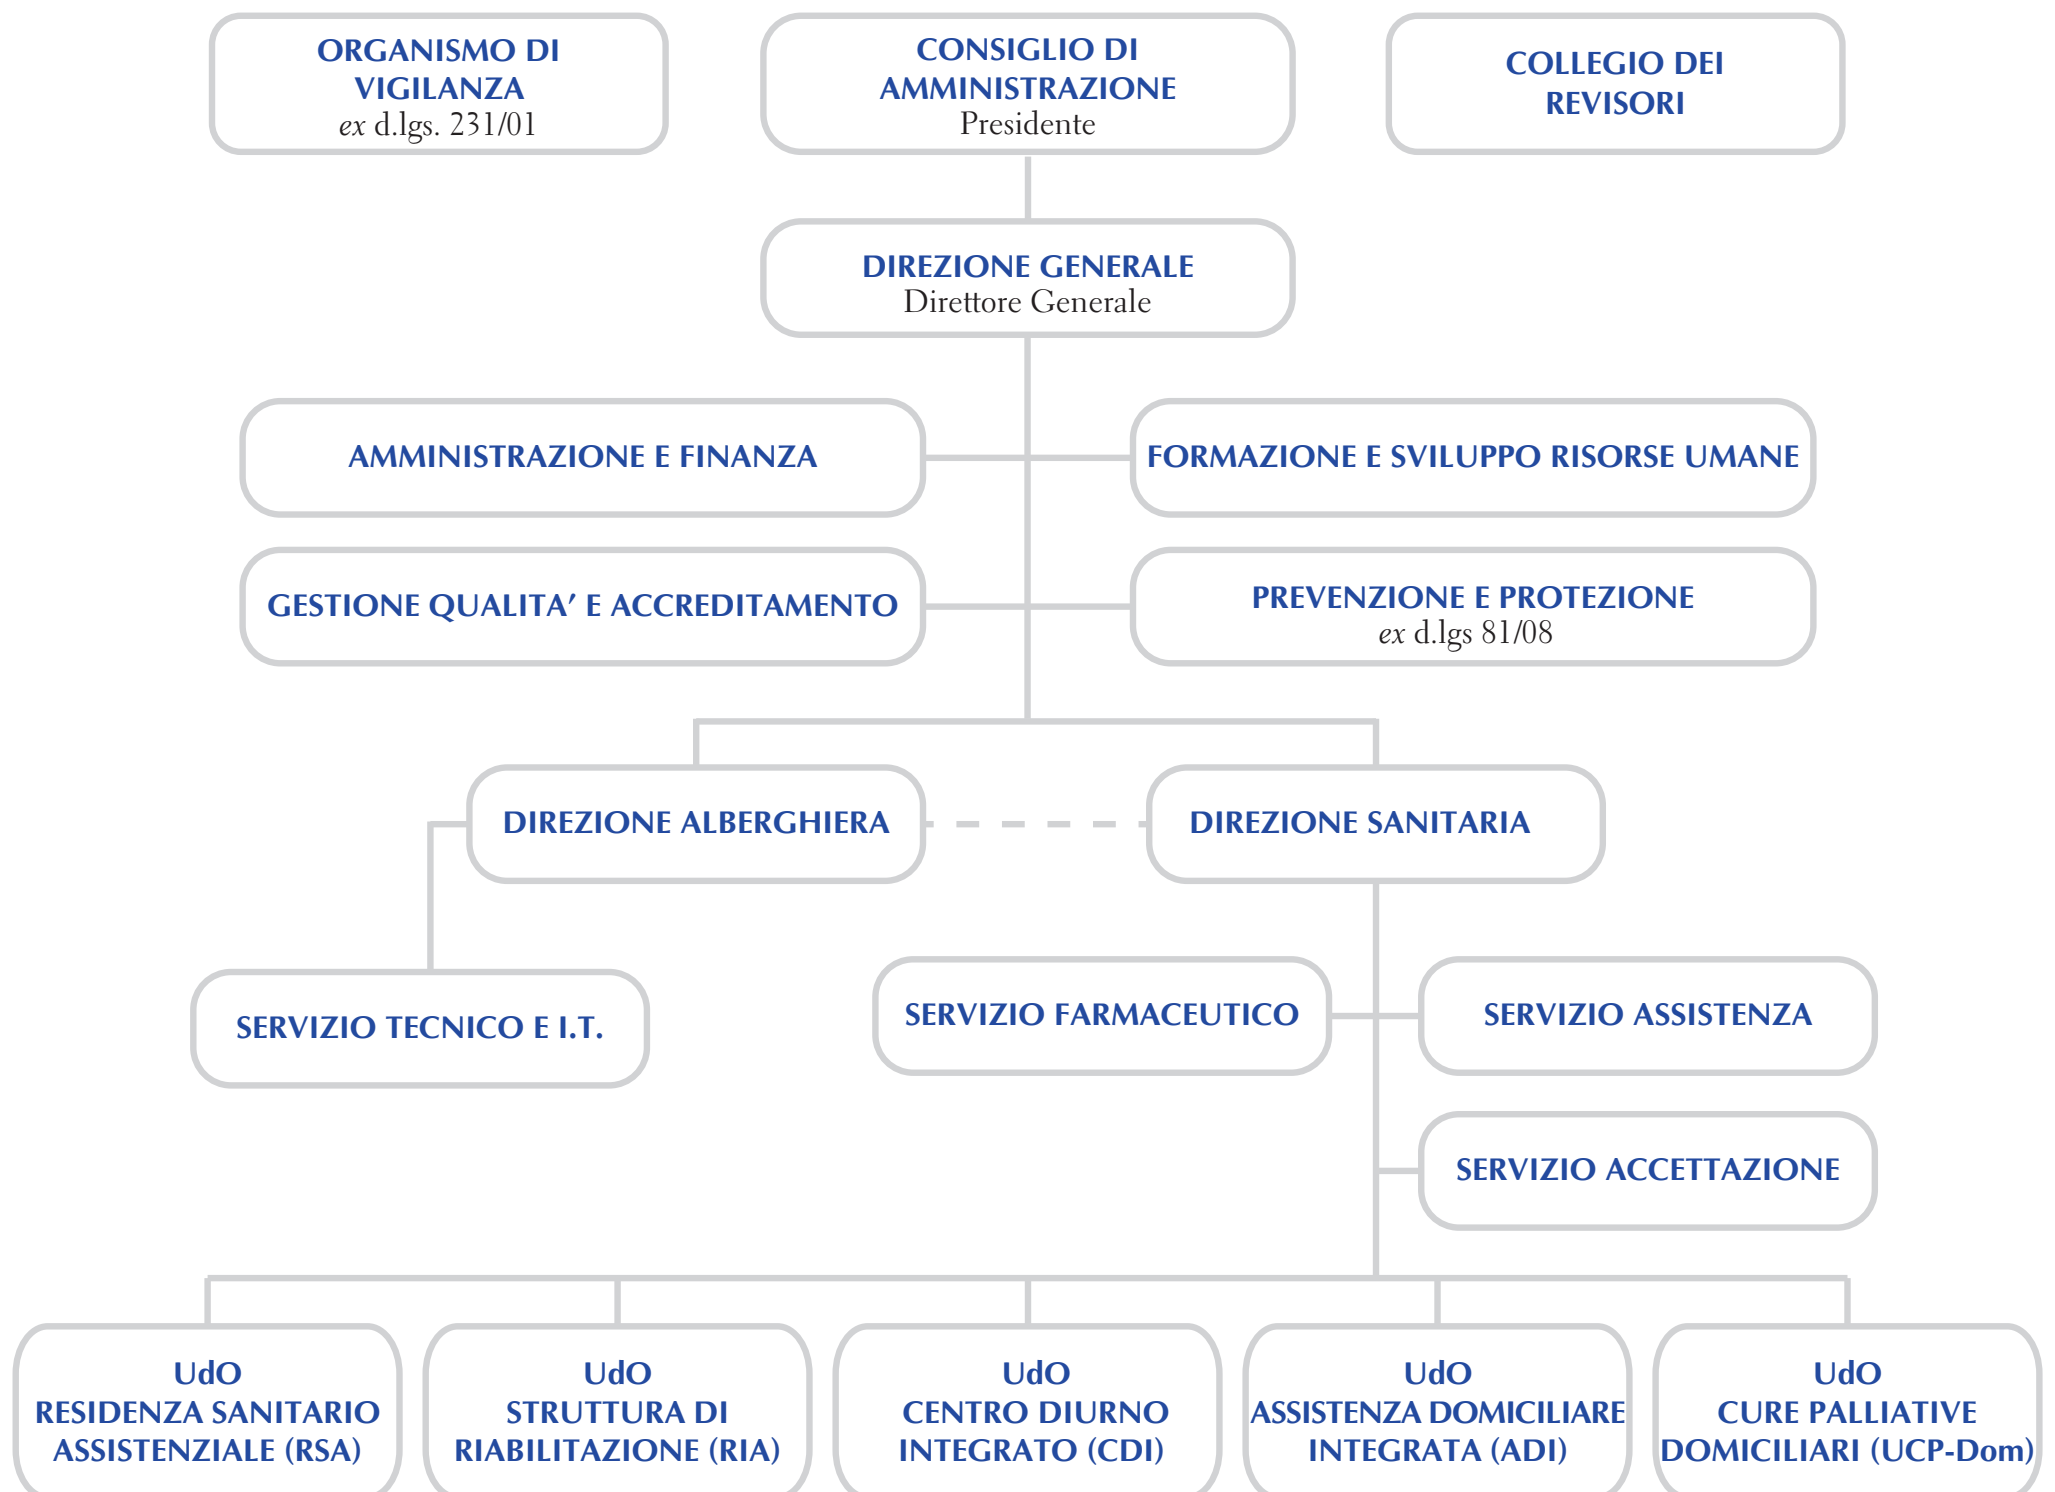 ORGANISMO DI
VIGILANZA
ex d.lgs. 231/01
CONSIGLIO DI
AMMINISTRAZIONE
Presidente
COLLEGIO DEI
REVISORI
DIREZIONE GENERALE
Direttore Generale
AMMINISTRAZIONE E FINANZA
FORMAZIONE E SVILUPPO RISORSE UMANE
GESTIONE QUALITA’ E ACCREDITAMENTO
PREVENZIONE E PROTEZIONE
ex d.lgs 81/08
DIREZIONE ALBERGHIERA
DIREZIONE SANITARIA
SERVIZIO TECNICO E I.T.
SERVIZIO FARMACEUTICO
SERVIZIO ASSISTENZA
SERVIZIO ACCETTAZIONE
UdO
RESIDENZA SANITARIO
ASSISTENZIALE (RSA)
UdO
STRUTTURA DI
RIABILITAZIONE (RIA)
UdO
CENTRO DIURNO
INTEGRATO (CDI)
UdO
ASSISTENZA DOMICILIARE
INTEGRATA (ADI)
UdO
CURE PALLIATIVE
DOMICILIARI (UCP-Dom)